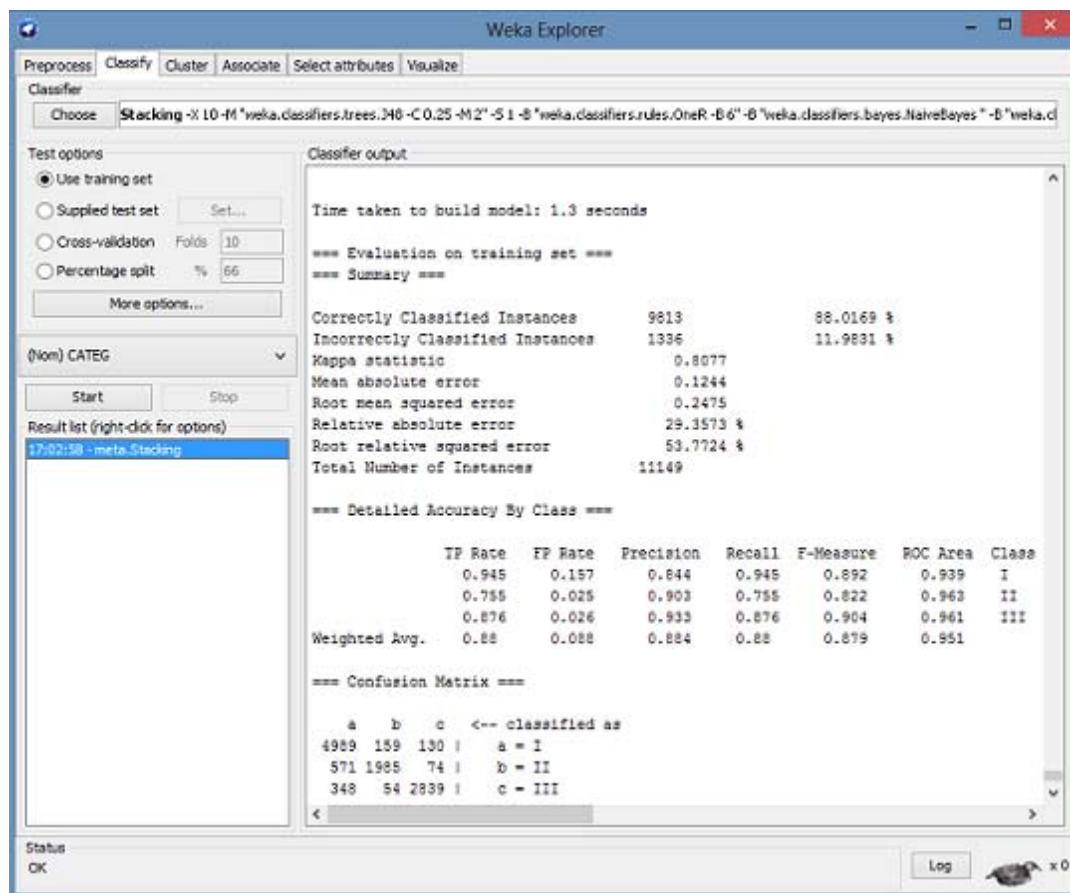 Weka Explorer
Preprocess Classify Cluster Associate Select attributes Visualize
Classifier
Choose Stacking -X 10 -M "weka.classifiers.trees.J48 -C 0.25 -M 2" -S 1 -B "weka.classifiers.rules.OneR -B 6" -B "weka.classifiers.bayes.NaiveBayes " -B "weka.cl
Test options
Use training set
Supplied test set Set...
Cross-validation Folds 10
Percentage split % 66
More options...
(Nom) CATEG
Start Stop
Result list (right-click for options)
17:02:58 - meta.Stacking
Classifier output
Time taken to build model: 1.3 seconds
=== Evaluation on training set ===
=== Summary ===
Correctly Classified Instances 9813 88.0169 %
Incorrectly Classified Instances 1336 11.9831 %
Kappa statistic 0.8077
Mean absolute error 0.1244
Root mean squared error 0.2475
Relative absolute error 29.3573 %
Root relative squared error 53.7724 %
Total Number of Instances 11149
=== Detailed Accuracy By Class ===
TP Rate FP Rate Precision Recall F-Measure ROC Area Class
0.945 0.157 0.844 0.945 0.892 0.939 I
0.755 0.025 0.903 0.755 0.822 0.963 II
0.876 0.026 0.933 0.876 0.904 0.961 III
Weighted Avg. 0.88 0.088 0.884 0.88 0.879 0.951
=== Confusion Matrix ===
a b c <-- classified as
4989 159 130 | a = I
571 1985 74 | b = II
348 54 2839 | c = III
Status
OK
Log x 0